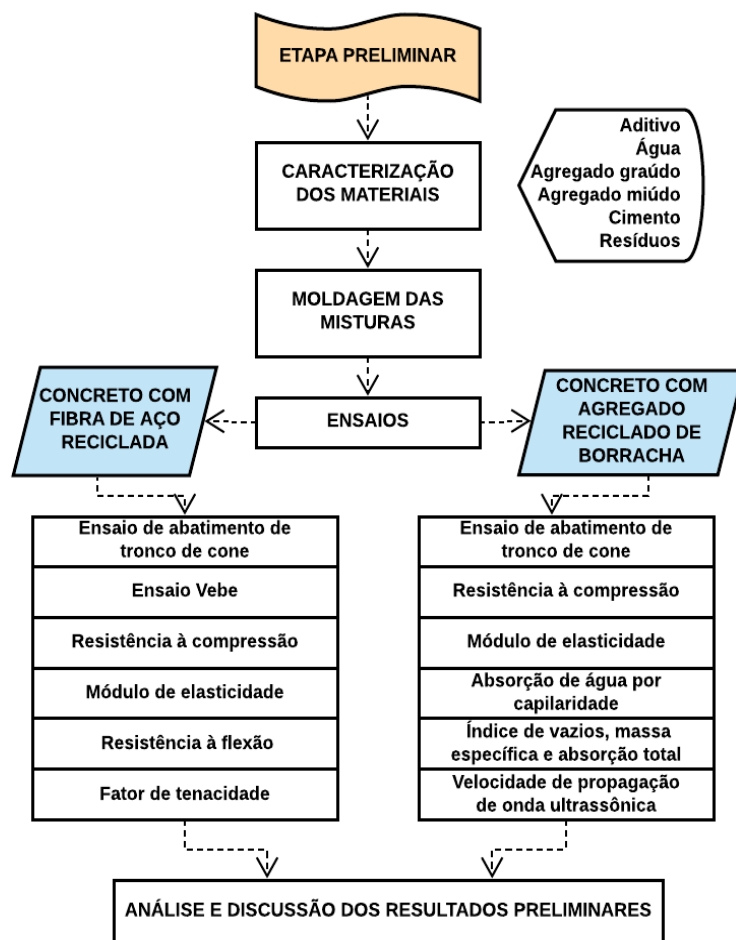 ETAPA PRELIMINAR
CARACTERIZAÇÃO
DOS MATERIAIS
Aditivo
Água
Agregado graúdo
Agregado miúdo
Cimento
Resíduos
MOLDAGEM DAS
MISTURAS
ENSAIOS
CONCRETO COM
FIBRA DE AÇO
RECICLADA
CONCRETO COM
AGREGADO
RECICLADO DE
BORRACHA
Ensaio de abatimento de
tronco de cone
Ensaio Vebe
Resistência à compressão
Módulo de elasticidade
Resistência à flexão
Fator de tenacidade
Ensaio de abatimento de
tronco de cone
Resistência à compressão
Módulo de elasticidade
Absorção de água por
capilaridade
Índice de vazios, massa
específica e absorção total
Velocidade de propagação
de onda ultrassônica
ANÁLISE E DISCUSSÃO DOS RESULTADOS PRELIMINARES